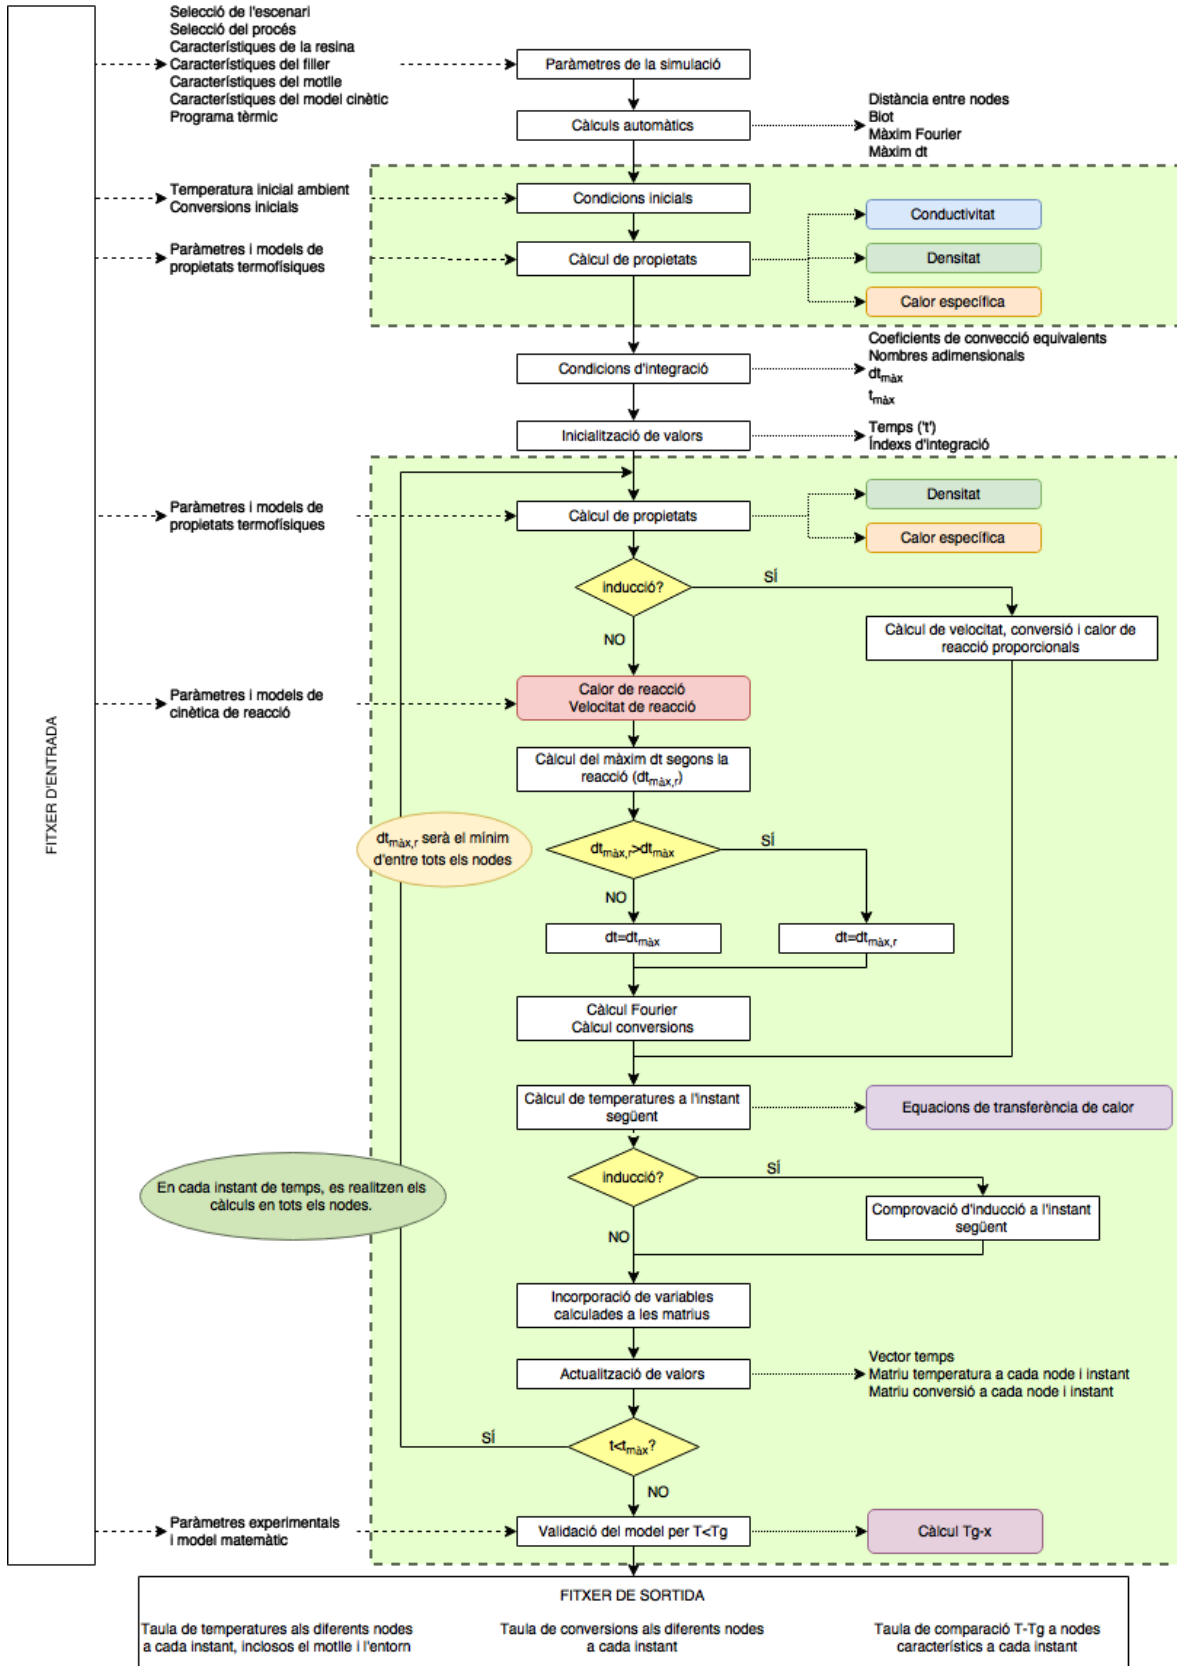 Selecció de l'escenari
Selecció del procés
Característiques de la resina
Característiques del filler
Característiques del motlle
Característiques del model cinètic
Programa tèrmic
Paràmetres de la simulació
Càlculs automàtics
Distància entre nodes
Biot
Màxim Fourier
Màxim dt
Temperatura inicial ambient
Conversions inicials
Condicions inicials
Conductivitat
Paràmetres i models de
propietats termofísiques
Càlcul de propietats
Densitat
Calor específica
Condicions d'integració
Coeficients de convecció equivalents
Nombres adimensionals
dtmàx
tmàx
Inicialització de valors
Temps ('t')
Índexs d'integració
Paràmetres i models de
propietats termofísiques
Càlcul de propietats
Densitat
Calor específica
inducció?
SÍ
NO
Càlcul de velocitat, conversió i calor de
reacció proporcionals
Paràmetres i models de
cinètica de reacció
Calor de reacció
Velocitat de reacció
FITXER D'ENTRADA
Càlcul del màxim dt segons la
reacció (dtmàx,r)
dtmàx,r serà el mínim
d'entre tots els nodes
dtmàx,r>dtmàx
SÍ
NO
dt=dtmàx
dt=dtmàx,r
Càlcul Fourier
Càlcul conversions
Càlcul de temperatures a l'instant
següent
Equacions de transferència de calor
inducció?
SÍ
NO
En cada instant de temps, es realitzen els
càlculs en tots els nodes.
Comprovació d'inducció a l'instant
següent
Incorporació de variables
calculades a les matrius
Actualització de valors
Vector temps
Matriu temperatura a cada node i instant
Matriu conversió a cada node i instant
t<tmàx?
SÍ
NO
Paràmetres experimentals
i model matemàtic
Validació del model per T<Tg
Càlcul Tg-x
FITXER DE SORTIDA
Taula de temperatures als diferents nodes
a cada instant, inclosos el motlle i l'entorn
Taula de conversions als diferents nodes
a cada instant
Taula de comparació T-Tg a nodes
característics a cada instant